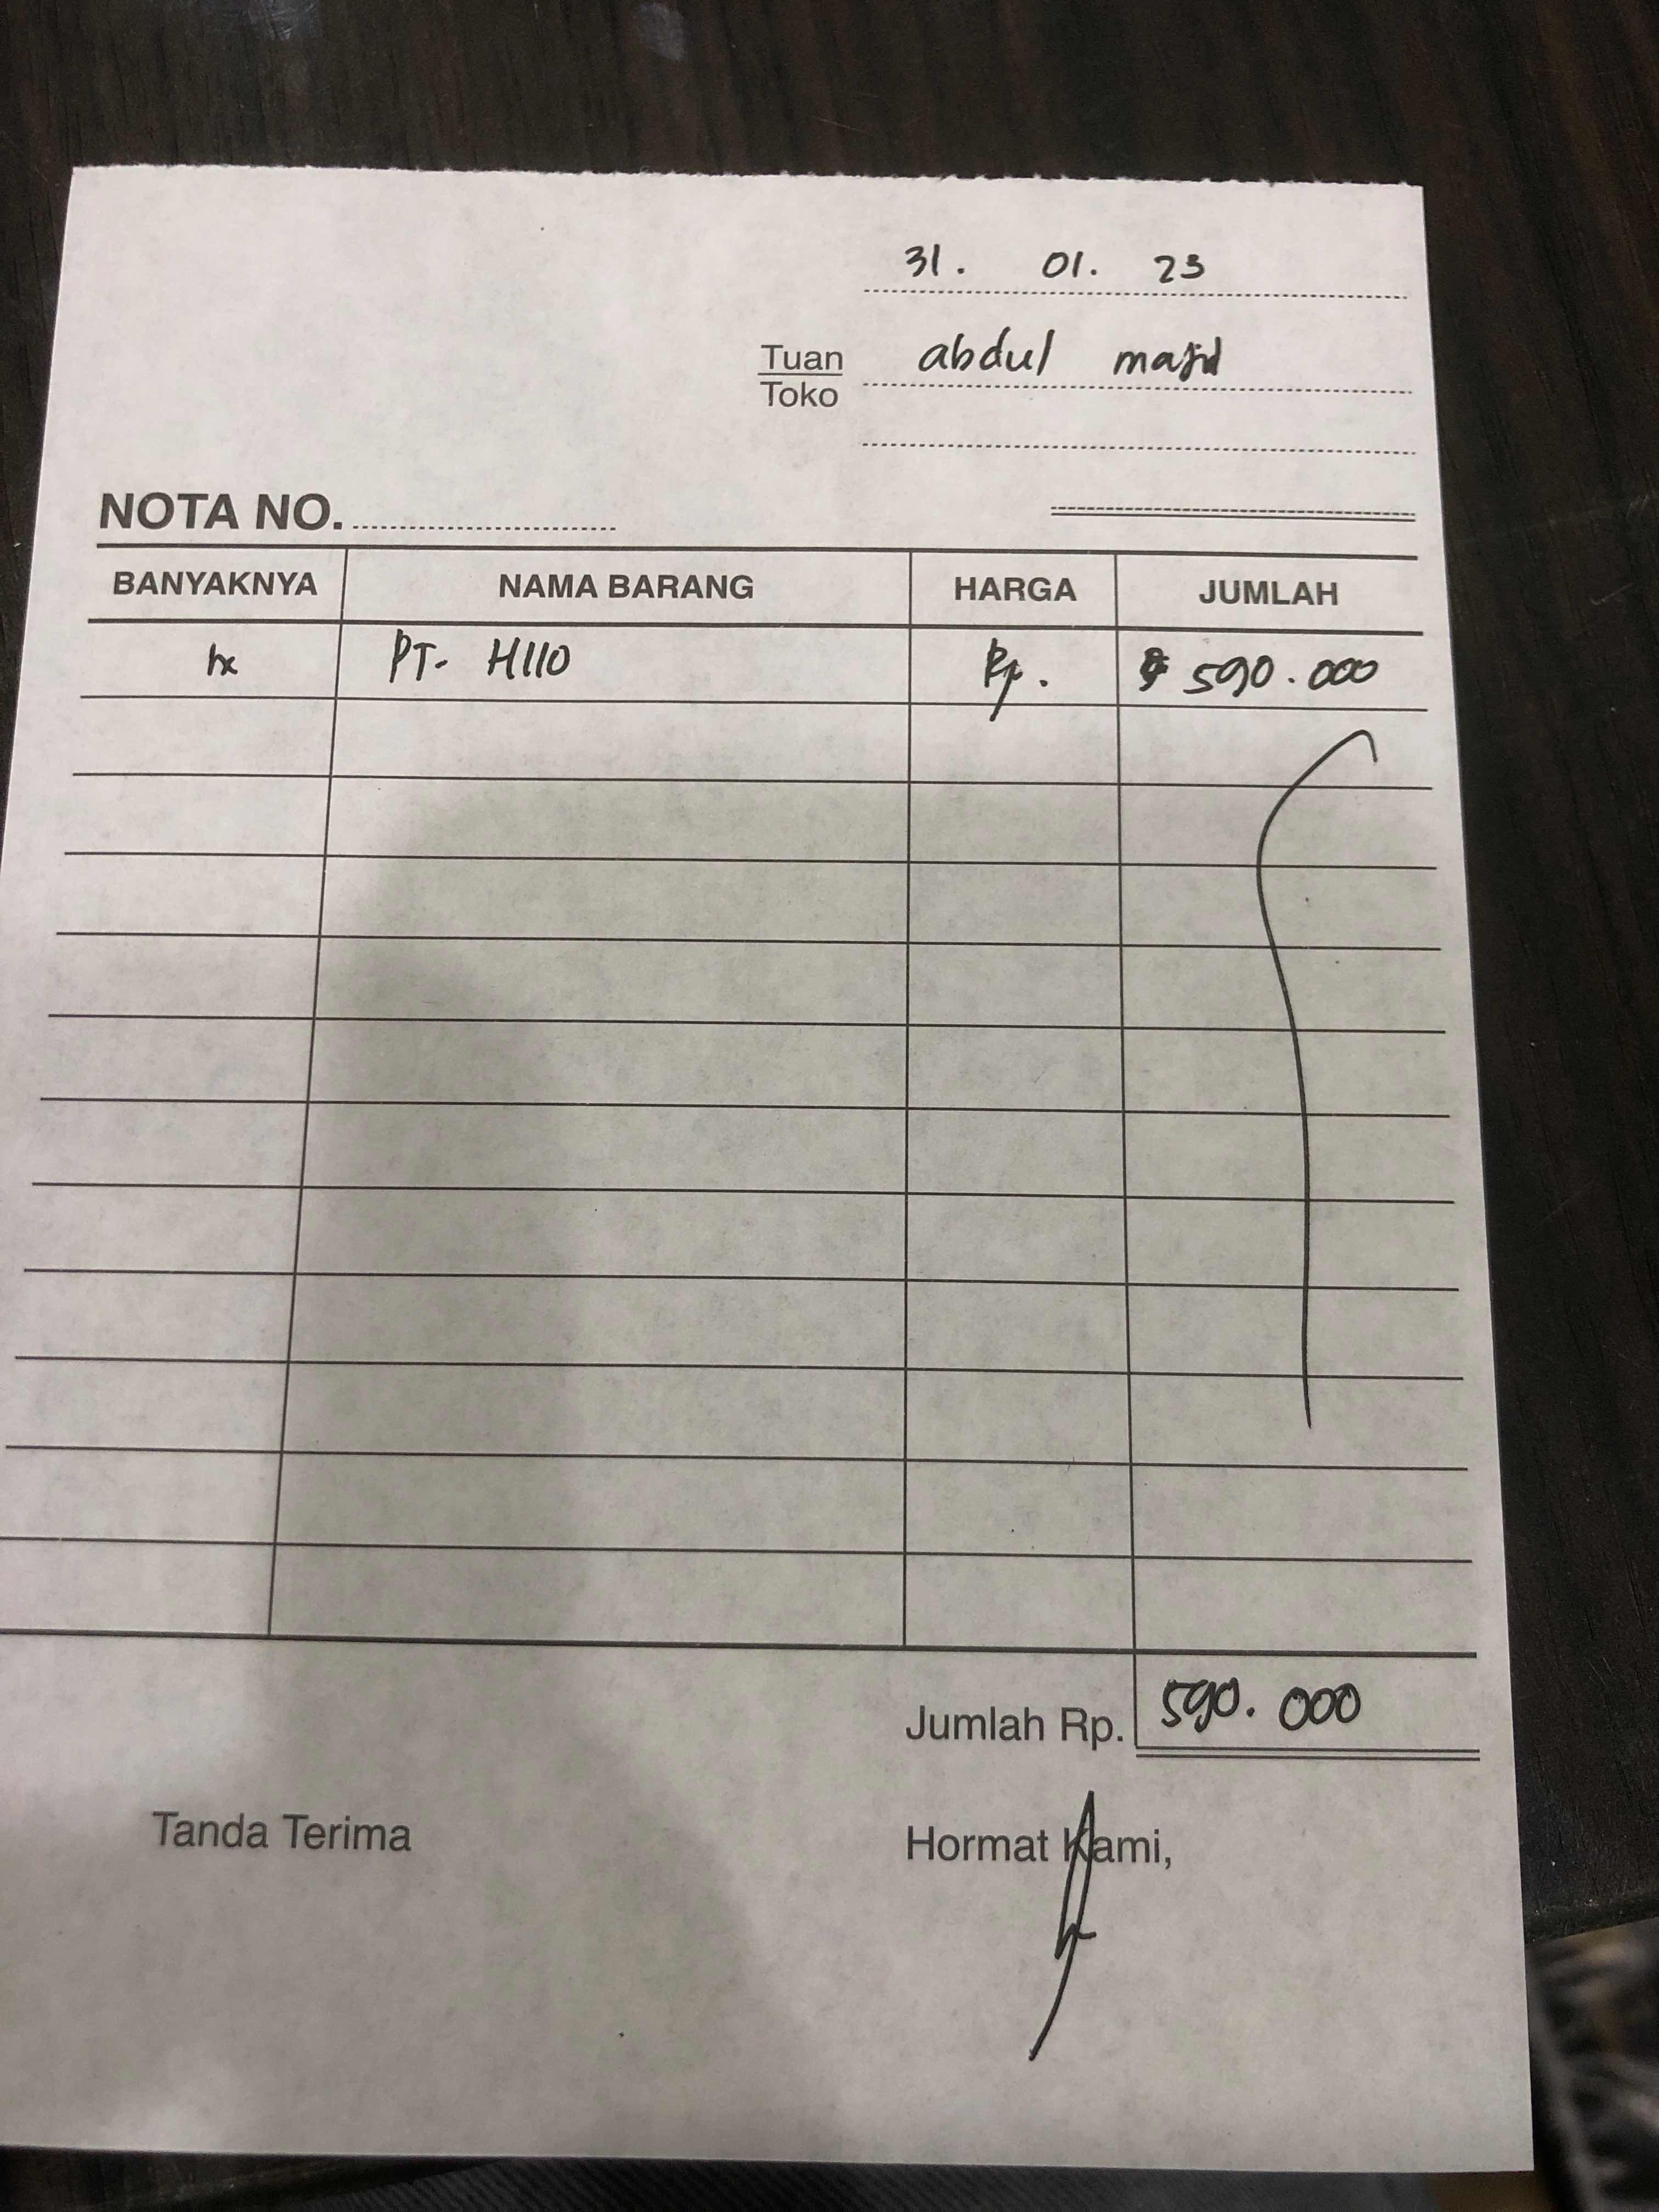 31. 01. 23
Tuan abdul majid
Toko
NOTA NO.
BANYAKNYA NAMA BARANG HARGA JUMLAH
PT- H110 Rp. 590.000
Jumlah Rp. 590.000
Tanda Terima Hormat Kami,